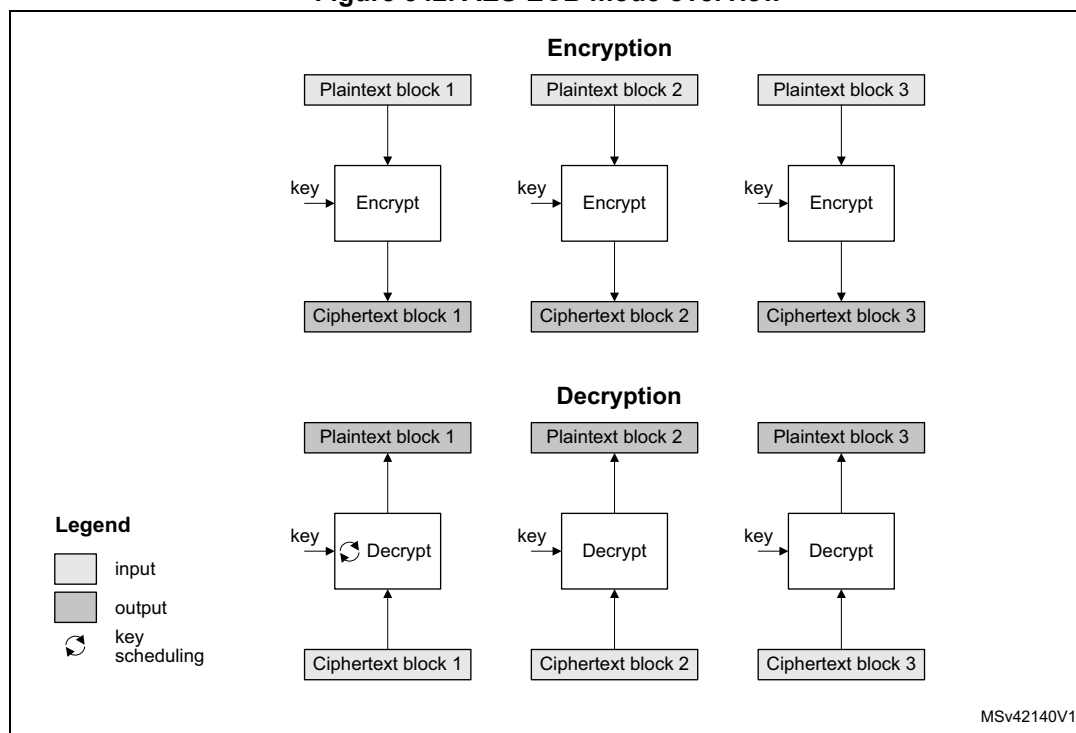 Encryption
Plaintext block 1 Plaintext block 2 Plaintext block 3
key Encrypt key Encrypt key Encrypt
Ciphertext block 1 Ciphertext block 2 Ciphertext block 3
Decryption
Plaintext block 1 Plaintext block 2 Plaintext block 3
Legend
key Decrypt key Decrypt key Decrypt
input
output
key
scheduling
Ciphertext block 1 Ciphertext block 2 Ciphertext block 3
MSv42140V1